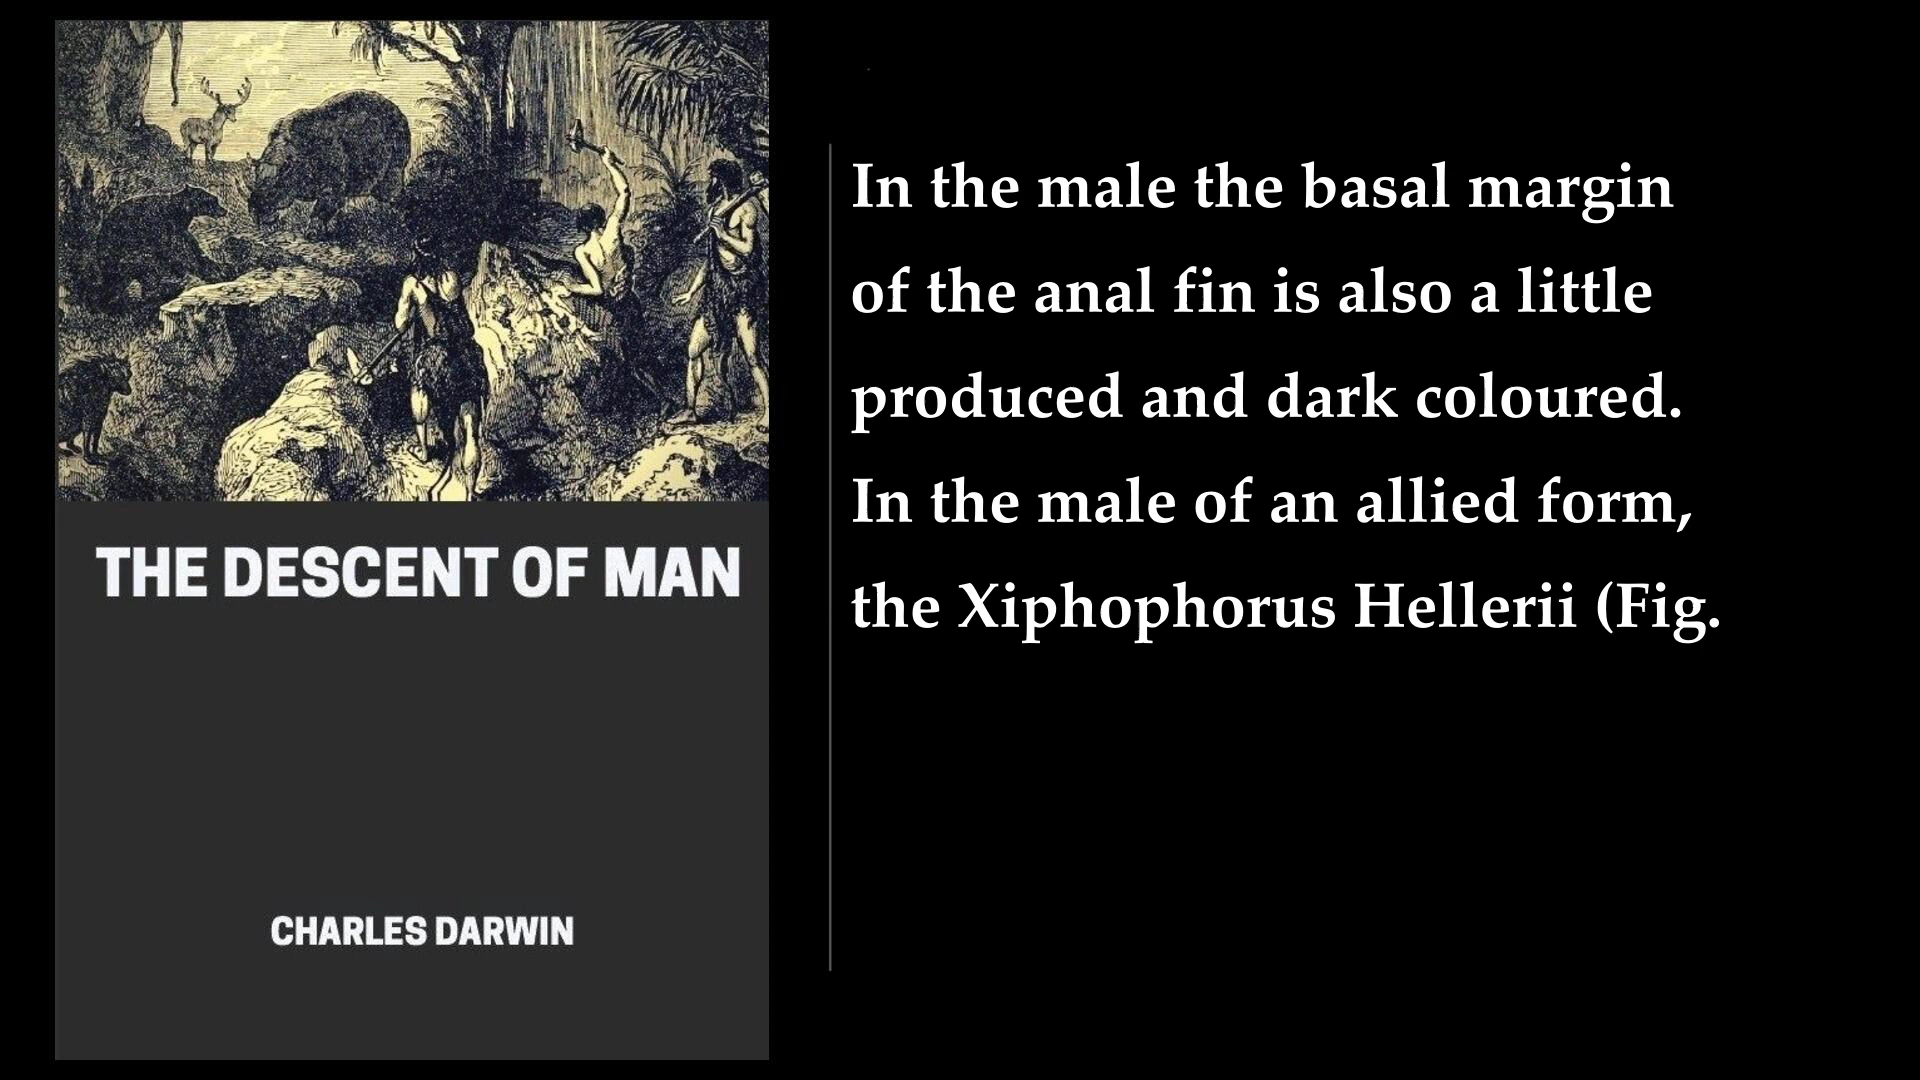 THE DESCENT OF MAN
CHARLES DARWIN
In the male the basal margin
of the anal fin is also a little
produced and dark coloured.
In the male of an allied form,
the Xiphophorus Hellerii (Fig.